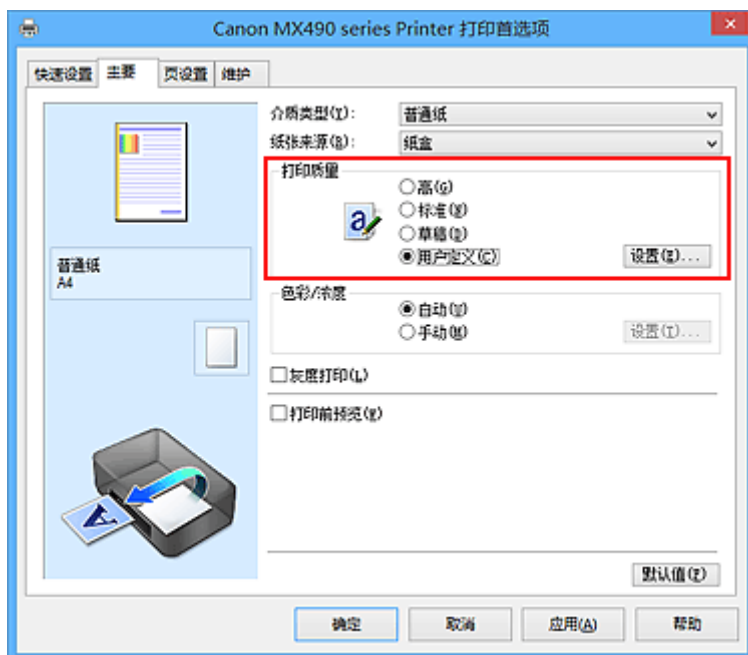 Canon MX490 series Printer 打印首选项
快速设置 主要 页设置 维护
介质类型(Y): 普通纸
纸张来源(R): 纸盒
打印质量
高(G)
标准(N)
a
草稿(D)
用户定义(C) 设置(E)...
普通纸
A4
色彩/浓度
自动(U)
手动(M) 设置(T)...
灰度打印(L)
打印前预览(V)
A
默认值(F)
确定 取消 应用(A) 帮助